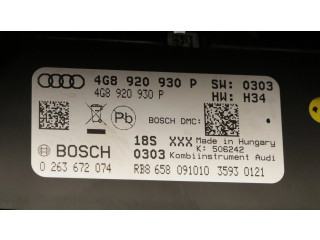 4G8 920 930 P SW: 0303
4G8 920 930 P HW: H34
Pb BOSCH DMC:
18S XXX Made in Hungary
K: 506242
BOSCH 0303 Kombiinstrument Audi
0 263 672 074 RB8 658 091010 3593 0121